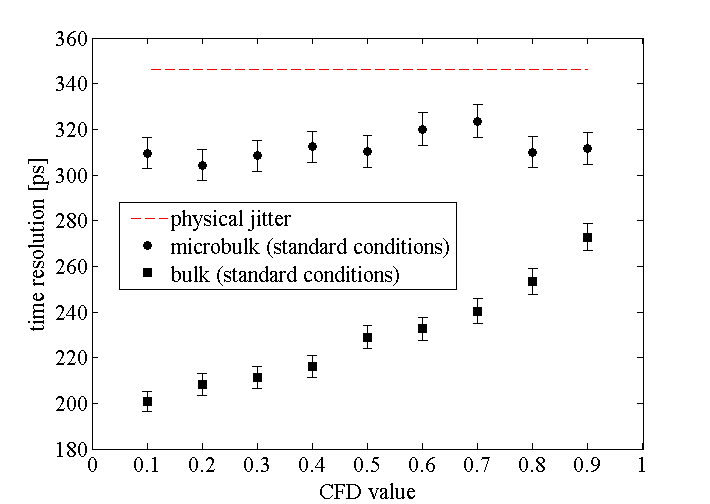 360
340
320
300
280
260
240
220
200
180
time resolution [ps]
physical jitter
microbulk (standard conditions)
bulk (standard conditions)
0 0.1 0.2 0.3 0.4 0.5 0.6 0.7 0.8 0.9 1
CFD value